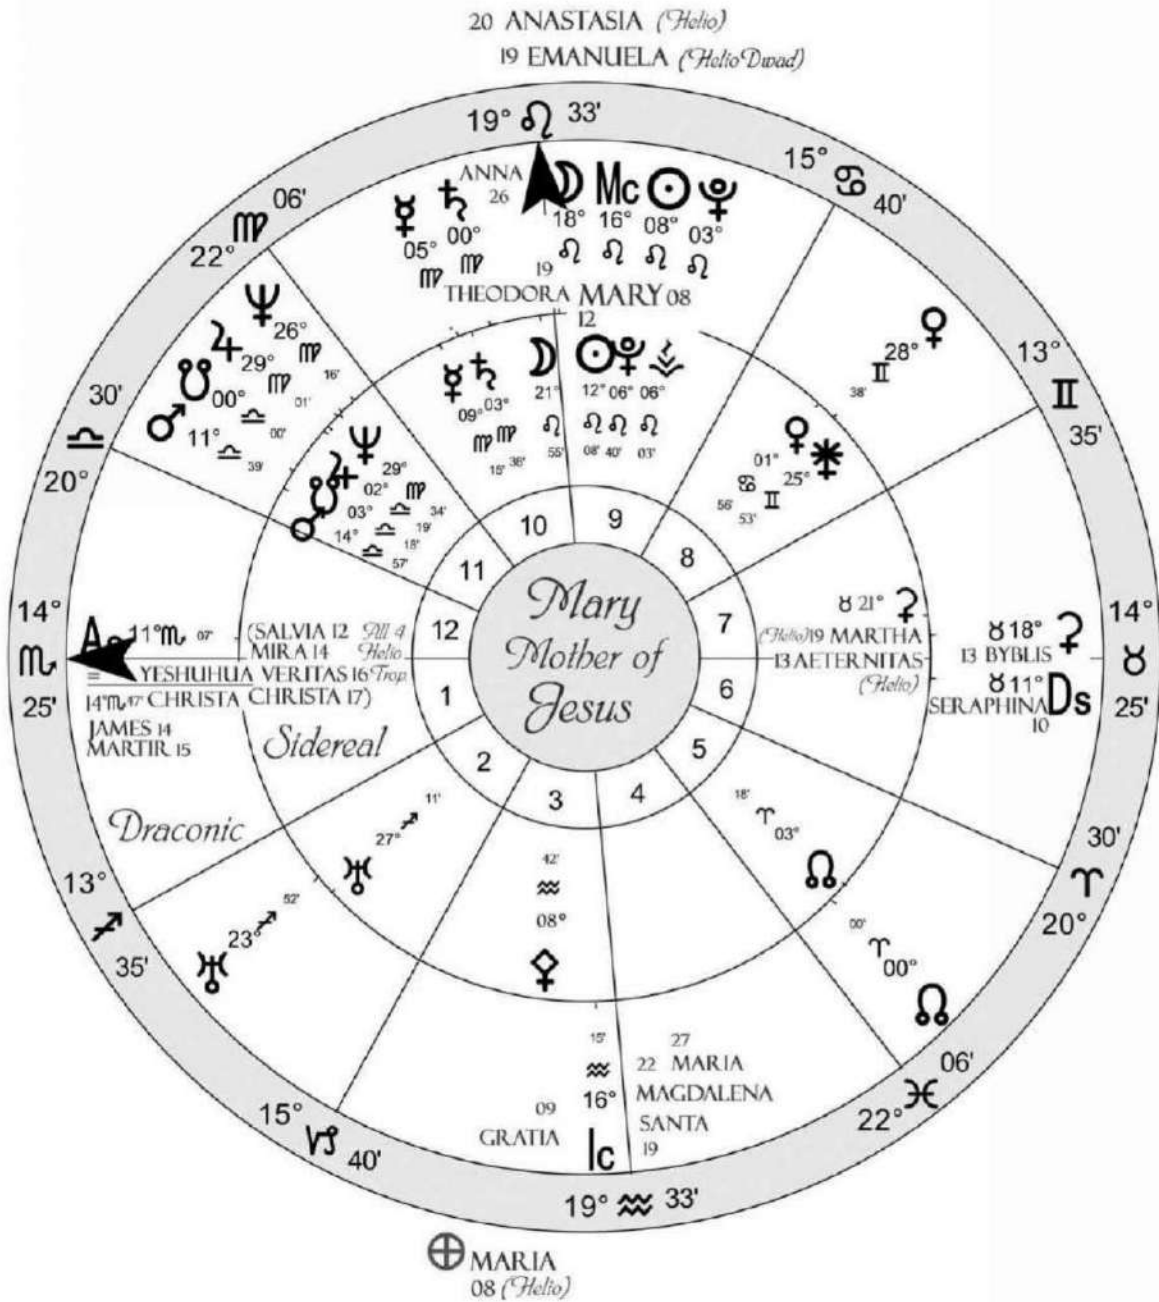 20 ANASTASIA (Helio)
19 EMANUELA (Helio Dwad)
19° ♌ 33'
15° ♋ 40'
13° ♊ 35'
14° ♉ 25'
20° ♈ 30'
22° ♓ 06'
19° ♒ 33'
15° ♑ 40'
13° ♐ 35'
14° ♏ 25'
20° ♎ 30'
22° ♍ 06'
ANNA
26
☿ 05° ♍
♄ 00° ♍
☽ 18° ♌
Mc 16° ♌
☉ 08° ♌
♇ 03° ♌
19
THEODORA MARY 08
12
♆ 26° ♍ 16'
♃ 29° ♍ 01'
☋ 00° ♎ 00'
♂ 11° ♎ 39'
♀ 28° ♊ 38'
☿ 09° ♍ 15'
♄ 03° ♍ 36'
☽ 21° ♌ 55'
☉ 12° ♌ 08'
♇ 06° ♌ 40'
06° ♌ 03'
♆ 29° ♍ 34'
♃ 02° ♎ 19'
☋ 03° ♎ 18'
♂ 14° ♎ 57'
♀ 01° ♋ 56'
25° ♊ 53'
10
9
11
8
12
7
1
6
2
5
3
4
Mary
Mother of
Jesus
11° ♏ 07'
(SALVIA 12 All 4
MIRA 14 Helio
= YESHUHUA VERITAS 16 Trop
14° ♏ 47' CHRISTA CHRISTA 17)
JAMES 14
MARTIR 15
Sidereal
Draconic
♉ 21° ⚳
(Helio) 19 MARTHA
13 AETERNITAS
(Helio)
♉ 18° ⚳
13 BYBLIS
♉ 11° Ds
SERAPHINA
10
♅ 27° ♐ 11'
♅ 23° ♐ 52'
42'
♒
08°
⚴
18' ♈ 03° ☊
00' ♈ 00° ☊
15'
♒
16°
Ic
09
GRATIA
27
22 MARIA
MAGDALENA
SANTA
19
⊕ MARIA
08 (Helio)